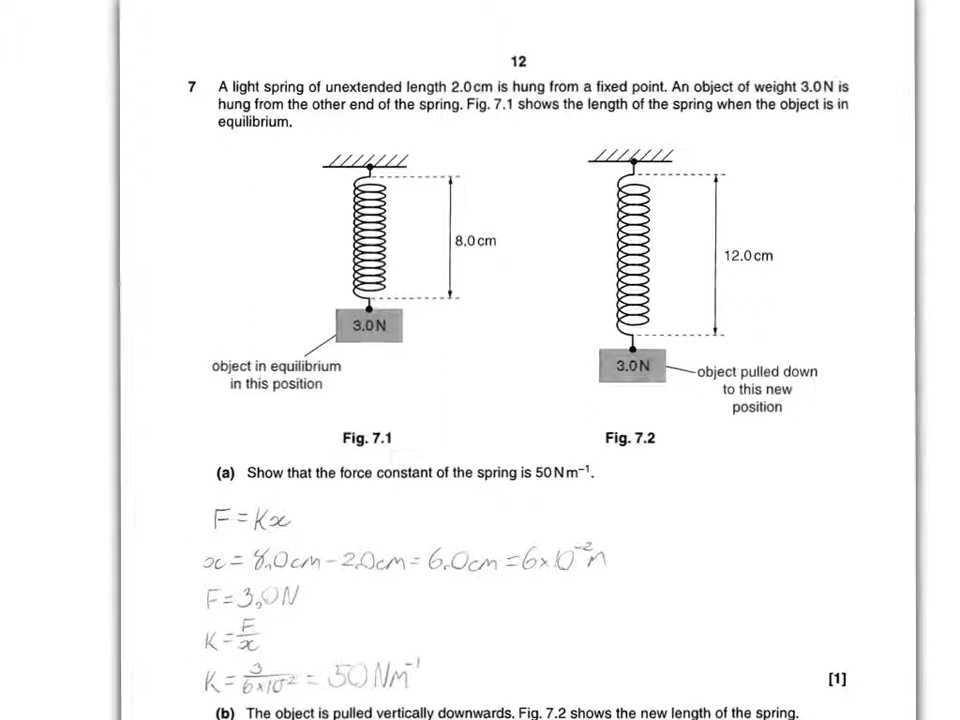 12
7 A light spring of unextended length 2.0cm is hung from a fixed point. An object of weight 3.0N is
hung from the other end of the spring. Fig. 7.1 shows the length of the spring when the object is in
equilibrium.
8.0cm
12.0cm
3.0N
3.0N
object in equilibrium
in this position
object pulled down
to this new
position
Fig. 7.1
Fig. 7.2
(a) Show that the force constant of the spring is 50Nm⁻¹.
F = Kx
x = 8.0cm - 2.0cm = 6.0cm = 6×10⁻²m
F = 3.0N
K = F/x
K = 3/6×10⁻² = 50Nm⁻¹
[1]
(b) The object is pulled vertically downwards. Fig. 7.2 shows the new length of the spring.